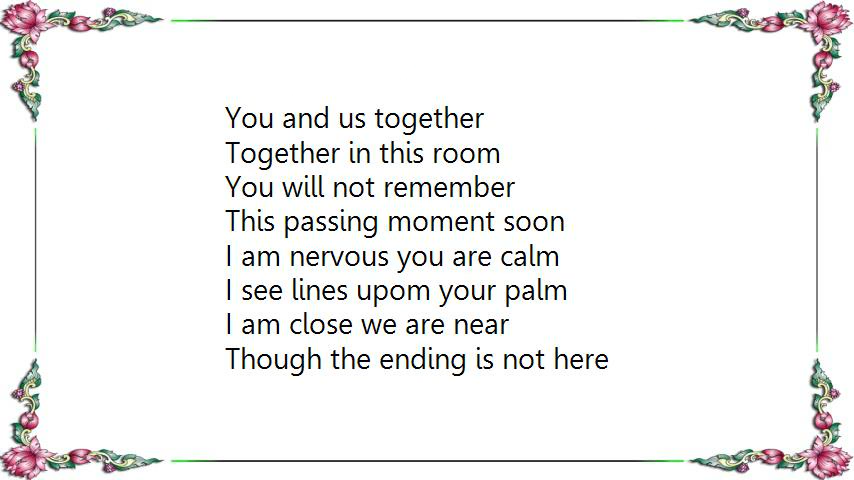 You and us together
Together in this room
You will not remember
This passing moment soon
I am nervous you are calm
I see lines upom your palm
I am close we are near
Though the ending is not here